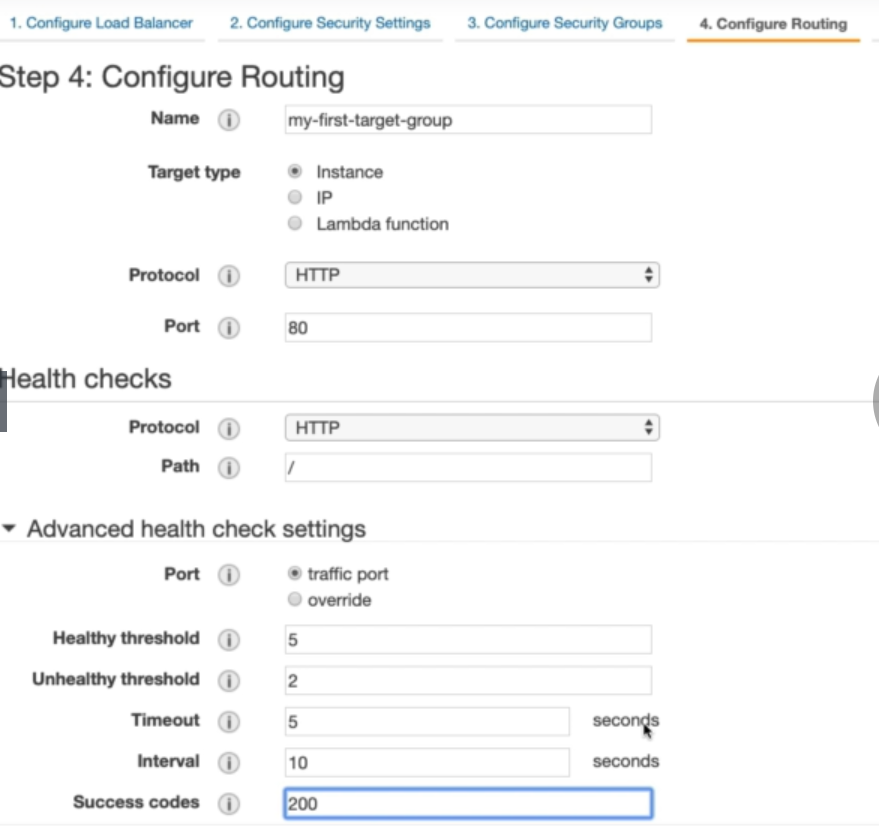 1. Configure Load Balancer 2. Configure Security Settings 3. Configure Security Groups 4. Configure Routing
Step 4: Configure Routing
Name i my-first-target-group
Target type Instance
IP
Lambda function
Protocol i HTTP
Port i 80
Health checks
Protocol i HTTP
Path i /
Advanced health check settings
Port i traffic port
override
Healthy threshold i 5
Unhealthy threshold i 2
Timeout i 5 seconds
Interval i 10 seconds
Success codes i 200